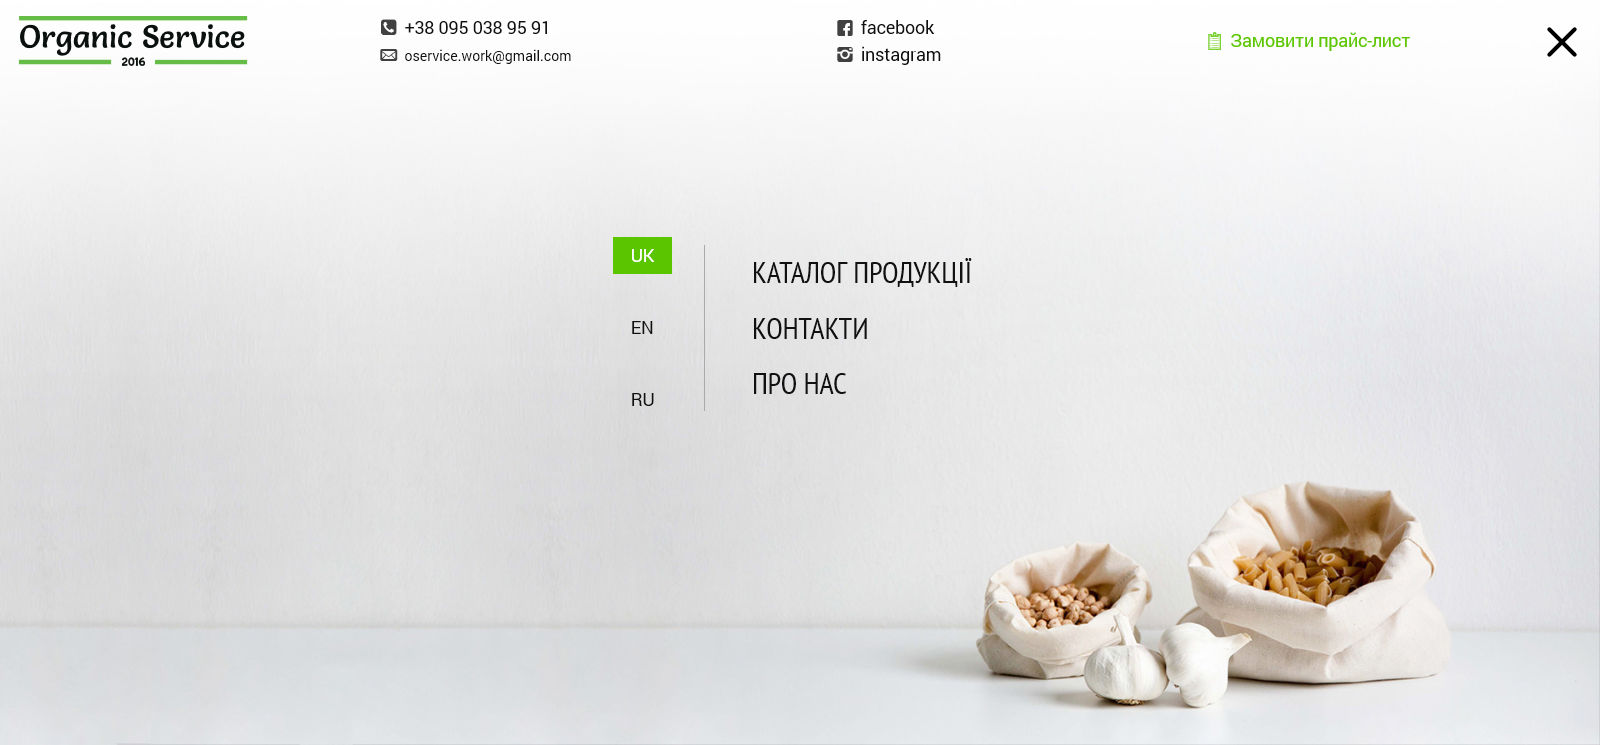 Organic Service
2016
+38 095 038 95 91
oservice.work@gmail.com
facebook
instagram
Замовити прайс-лист
UK
EN
RU
КАТАЛОГ ПРОДУКЦІЇ
КОНТАКТИ
ПРО НАС